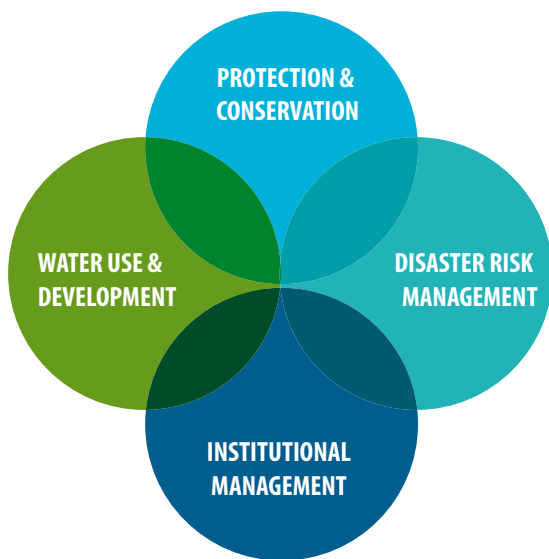 PROTECTION &
CONSERVATION
WATER USE &
DEVELOPMENT
DISASTER RISK
MANAGEMENT
INSTITUTIONAL
MANAGEMENT